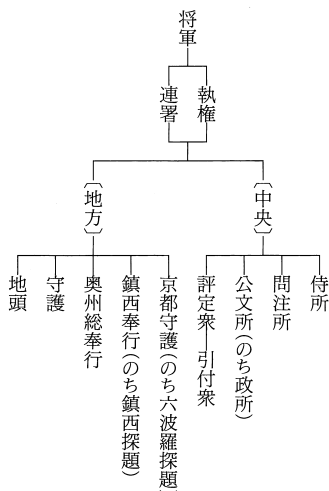 将軍
執権
連署
〔中央〕
侍所
問注所
公文所(のち政所)
評定衆―引付衆
〔地方〕
京都守護(のち六波羅探題)
鎮西奉行(のち鎮西探題)
奥州総奉行
守護
地頭